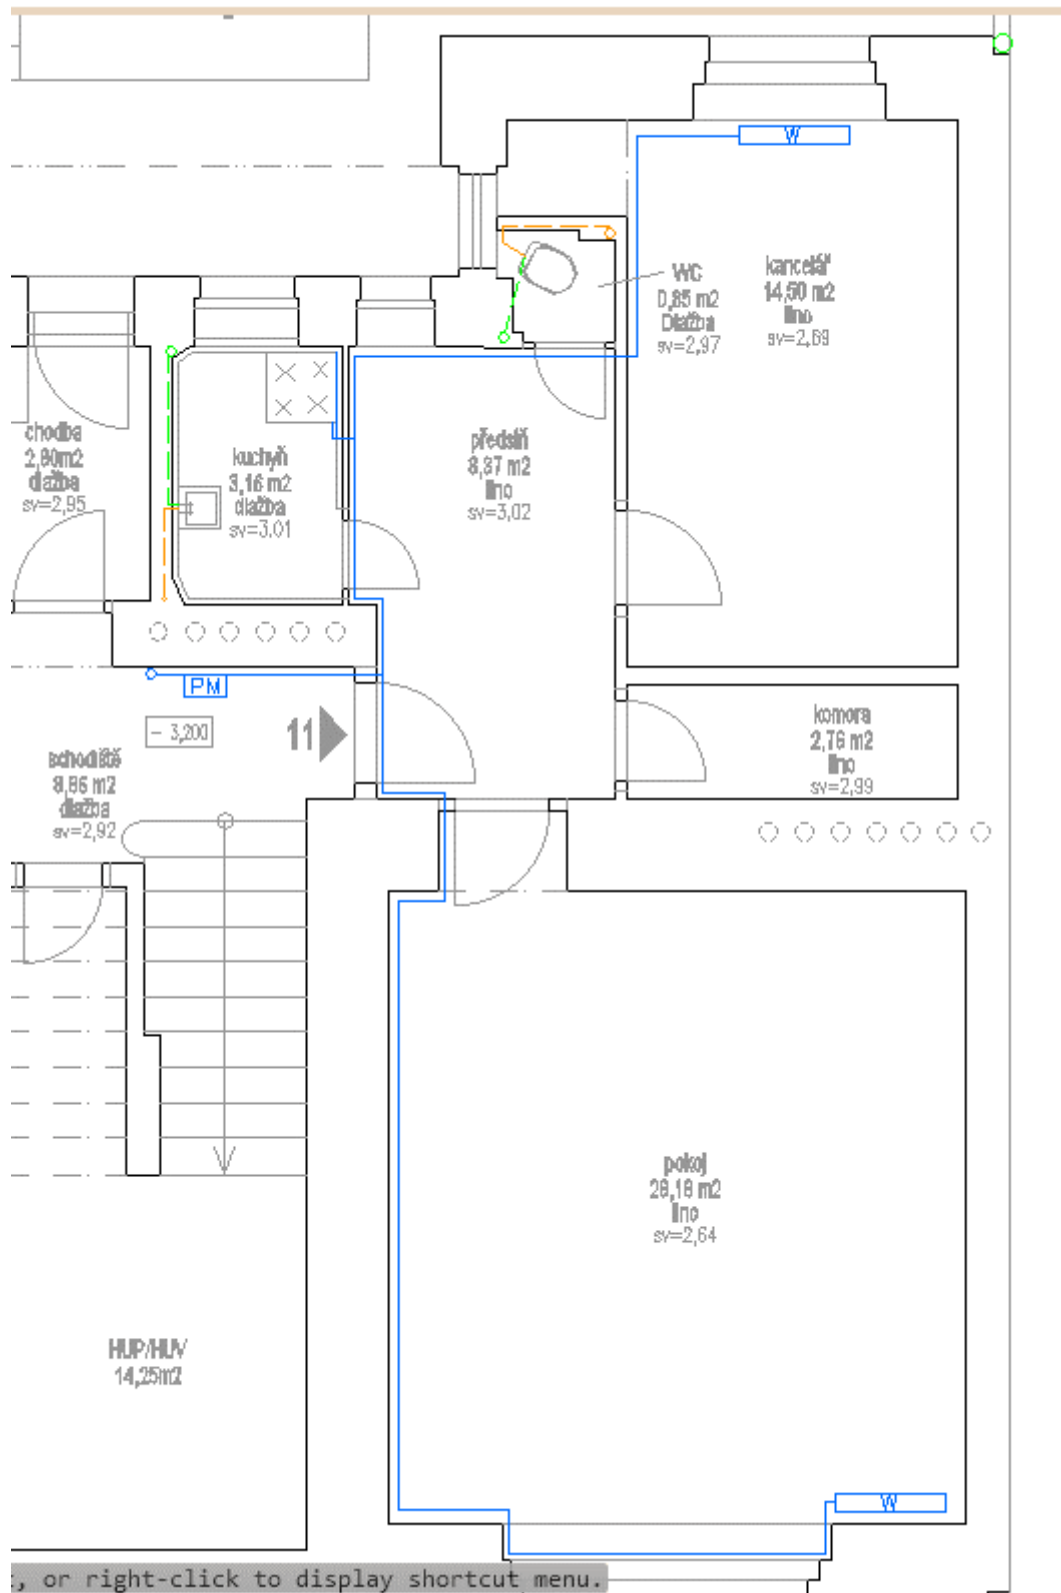 W
kancelář
14,50 m2
lino
sv=2,69
WC
0,85 m2
Dlažba
sv=2,97
chodba
2,80m2
dlažba
sv=2,95
kuchyň
3,16 m2
dlažba
sv=3,01
předsíň
8,37 m2
lino
sv=3,02
PM
- 3,200
11
schodiště
8,86 m2
dlažba
sv=2,92
komora
2,76 m2
lino
sv=2,99
pokoj
28,18 m2
lino
sv=2,64
HUP/HUV
14,25m2
W
, or right-click to display shortcut menu.